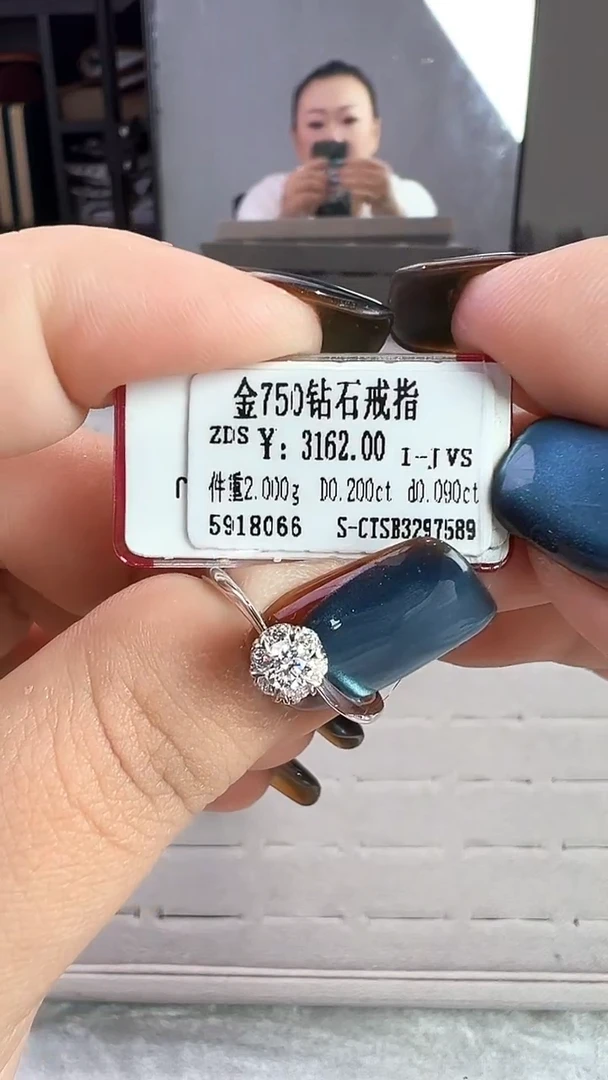 金750钻石戒指
ZDS ¥: 3162.00 I-J VS
件重2.000g D0.200ct d0.090ct
5918066 S-CTSB3297589